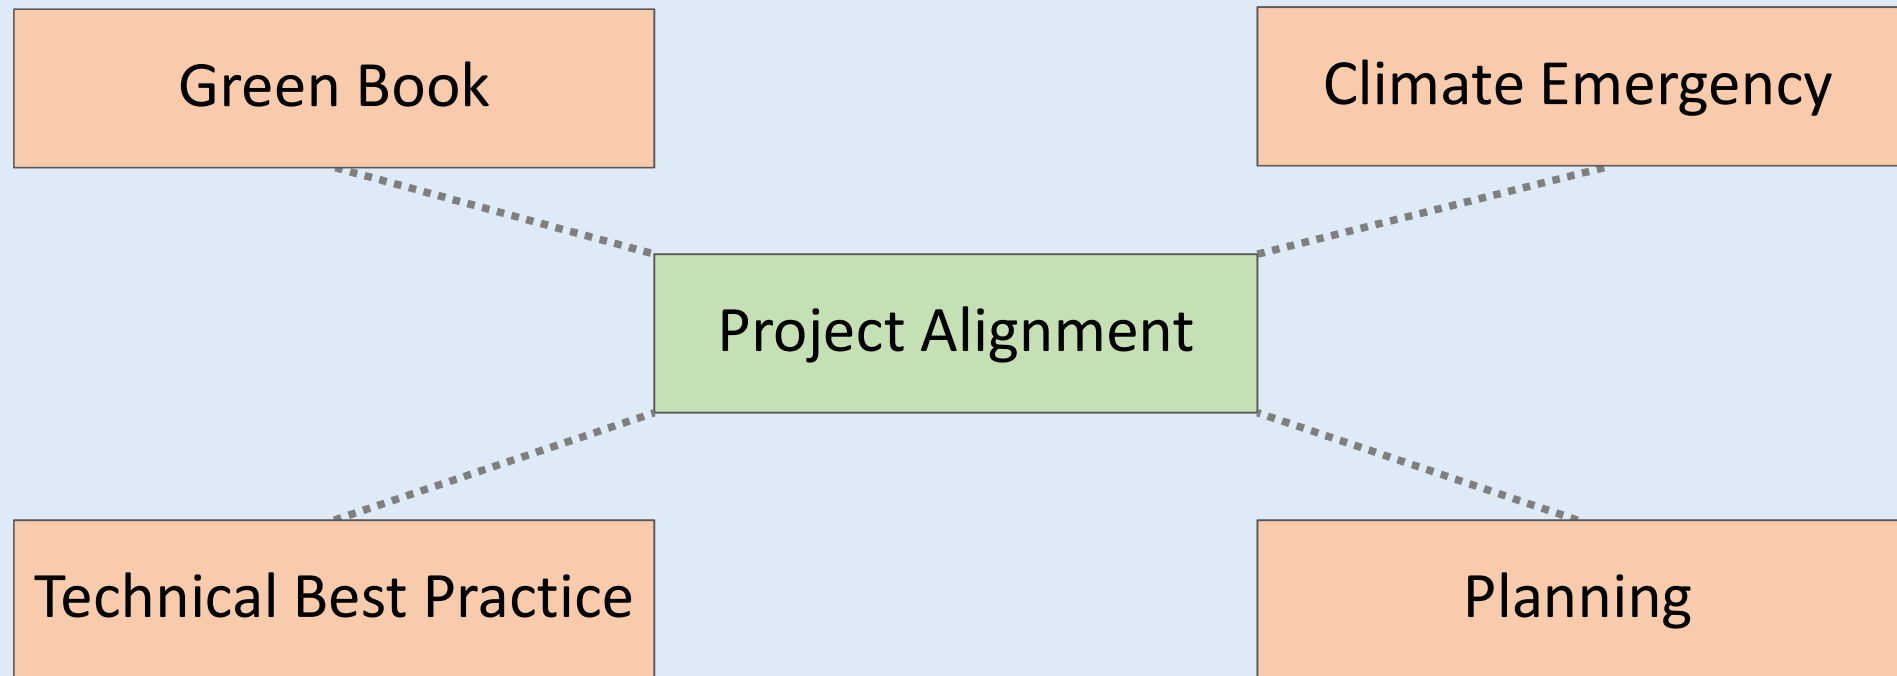 Green Book
Climate Emergency
Project Alignment
Technical Best Practice
Planning